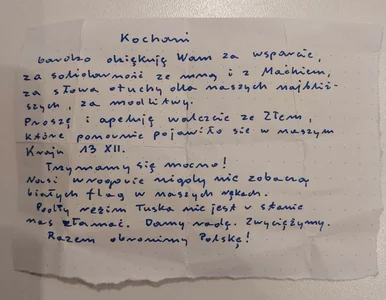 Kochani
bardzo dziękuję Wam za wsparcie,
za solidarność ze mną i z Maćkiem,
za słowa otuchy dla naszych najbliż-
szych, za modlitwy.
Proszę i apeluję walczcie ze Złem,
które ponownie pojawiło się w naszym
Kraju 13 XII.
Trzymamy się mocno!
Nasi wrogowie nigdy nie zobaczą
białych flag w naszych rękach.
Podły reżim Tuska nie jest w stanie
nas złamać. Damy radę. Zwyciężymy.
Razem obronimy Polskę!